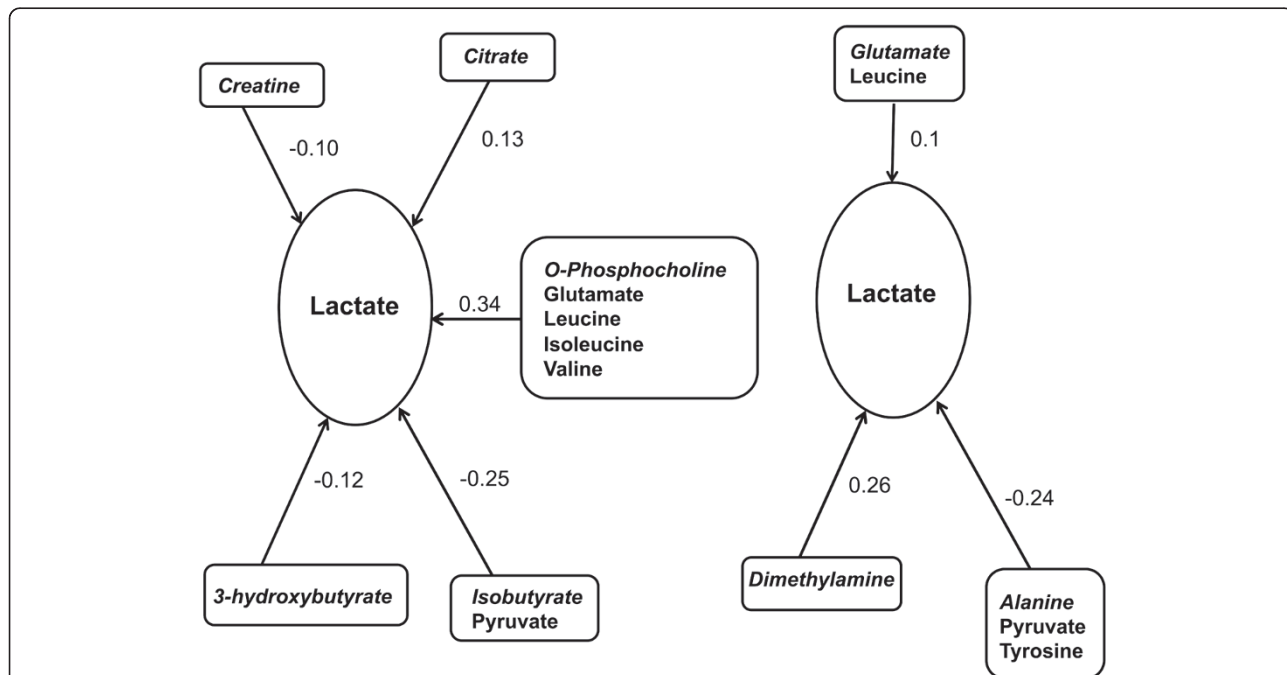 Creatine
Citrate
-0.10
0.13
Lactate
0.34
O-Phosphocholine
Glutamate
Leucine
Isoleucine
Valine
-0.12
-0.25
3-hydroxybutyrate
Isobutyrate
Pyruvate
Glutamate
Leucine
0.1
Lactate
0.26
-0.24
Dimethylamine
Alanine
Pyruvate
Tyrosine